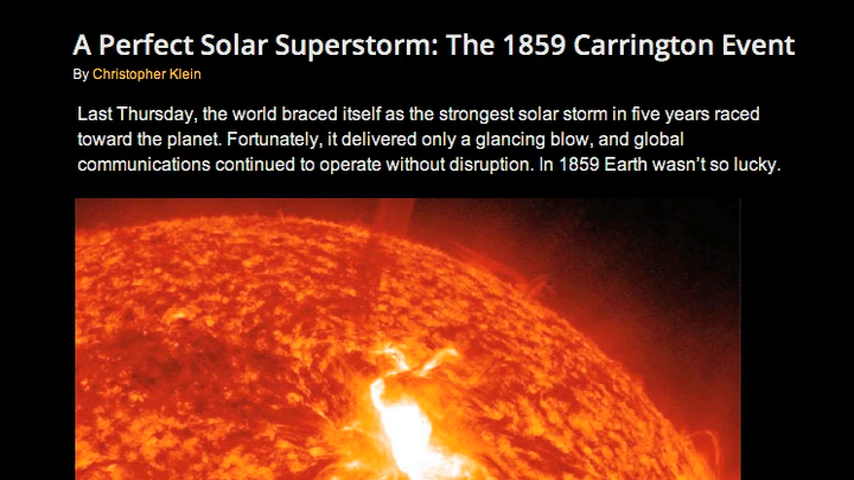 A Perfect Solar Superstorm: The 1859 Carrington Event
By Christopher Klein
Last Thursday, the world braced itself as the strongest solar storm in five years raced
toward the planet. Fortunately, it delivered only a glancing blow, and global
communications continued to operate without disruption. In 1859 Earth wasn't so lucky.